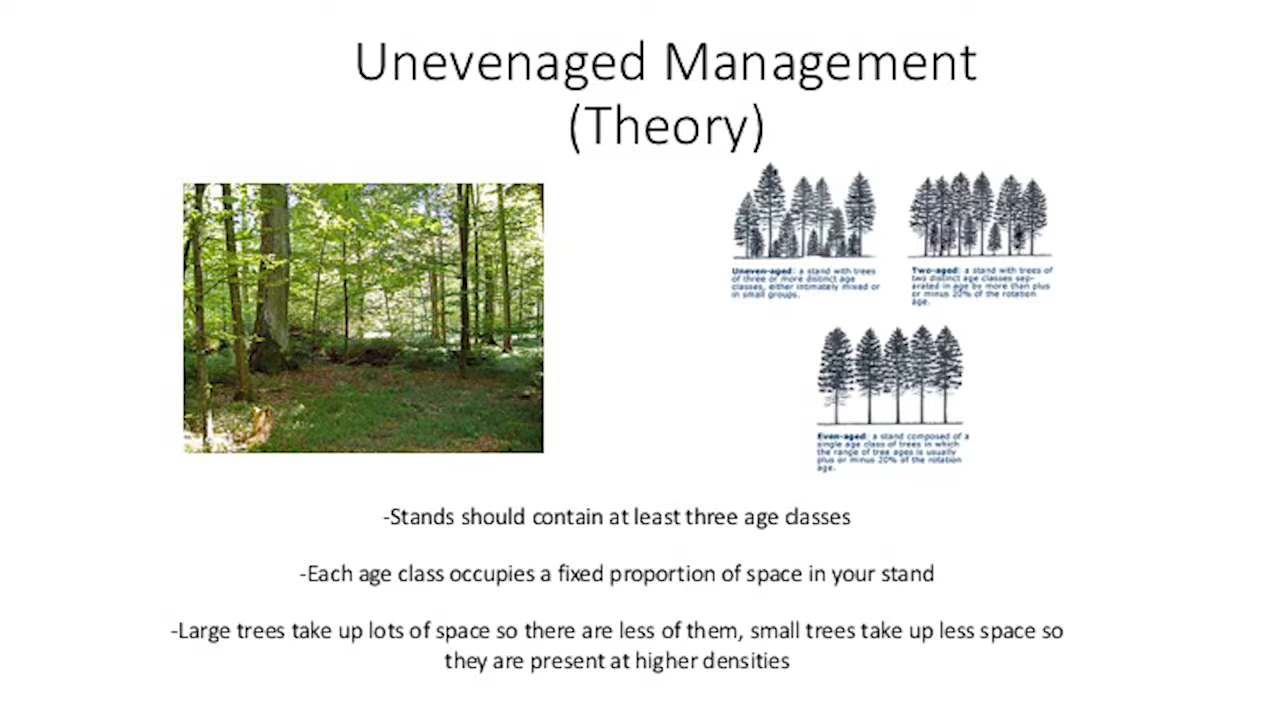 Unevenaged Management
(Theory)
Uneven-aged: a stand with trees
of three or more distinct age
classes, either intimately mixed or
in small groups.
Two-aged: a stand with trees of
two distinct age classes sep-
arated in age by more than plus
or minus 20% of the rotation
age.
Even-aged: a stand composed of a
single age class of trees in which
the range of tree ages is usually
plus or minus 20% of the rotation
age.
-Stands should contain at least three age classes
-Each age class occupies a fixed proportion of space in your stand
-Large trees take up lots of space so there are less of them, small trees take up less space so
they are present at higher densities